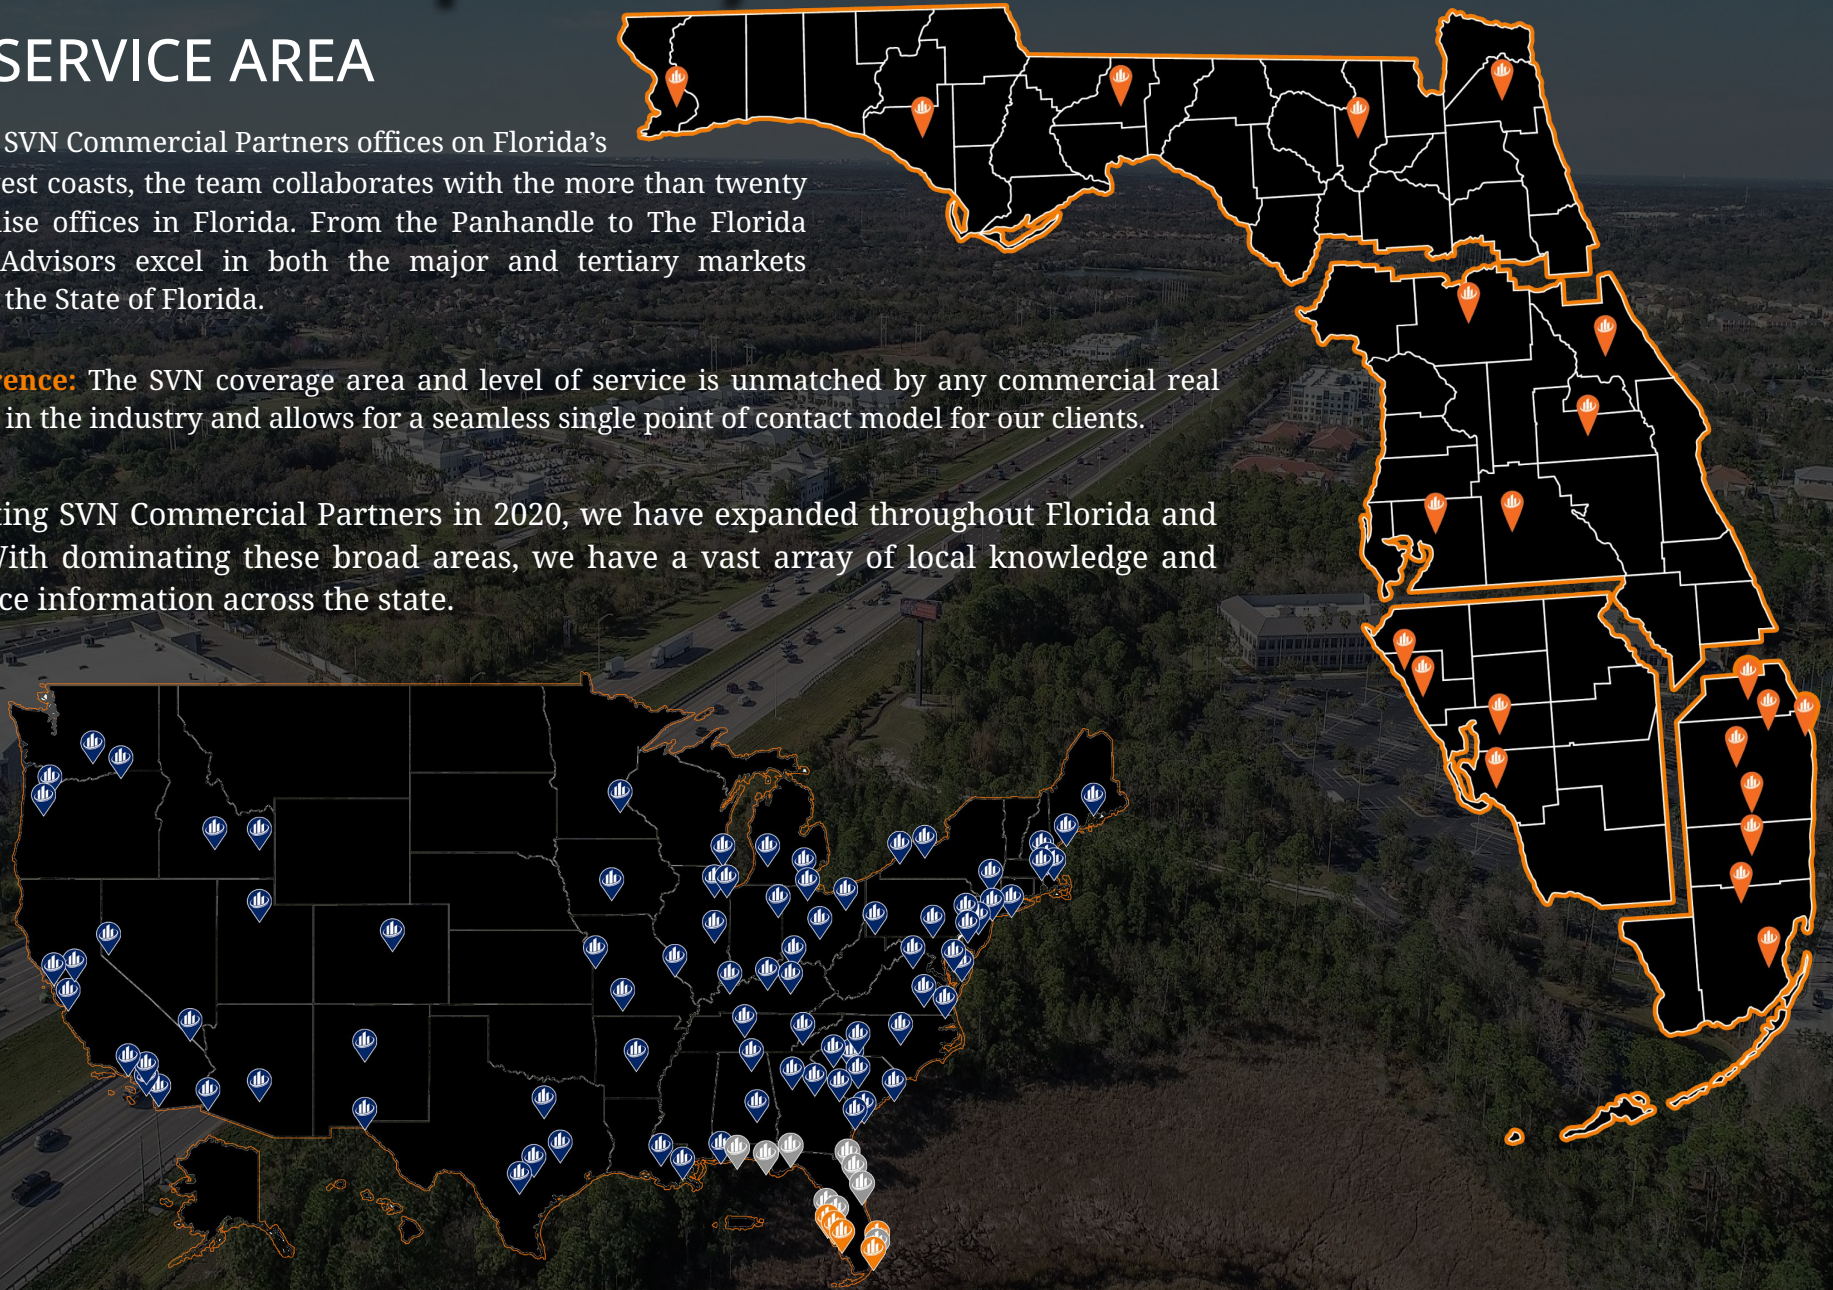 SERVICE AREA
SVN Commercial Partners offices on Florida’s
est coasts, the team collaborates with the more than twenty
ise offices in Florida. From the Panhandle to The Florida
Advisors excel in both the major and tertiary markets
the State of Florida.
rence: The SVN coverage area and level of service is unmatched by any commercial real
in the industry and allows for a seamless single point of contact model for our clients.
ting SVN Commercial Partners in 2020, we have expanded throughout Florida and
With dominating these broad areas, we have a vast array of local knowledge and
ce information across the state.